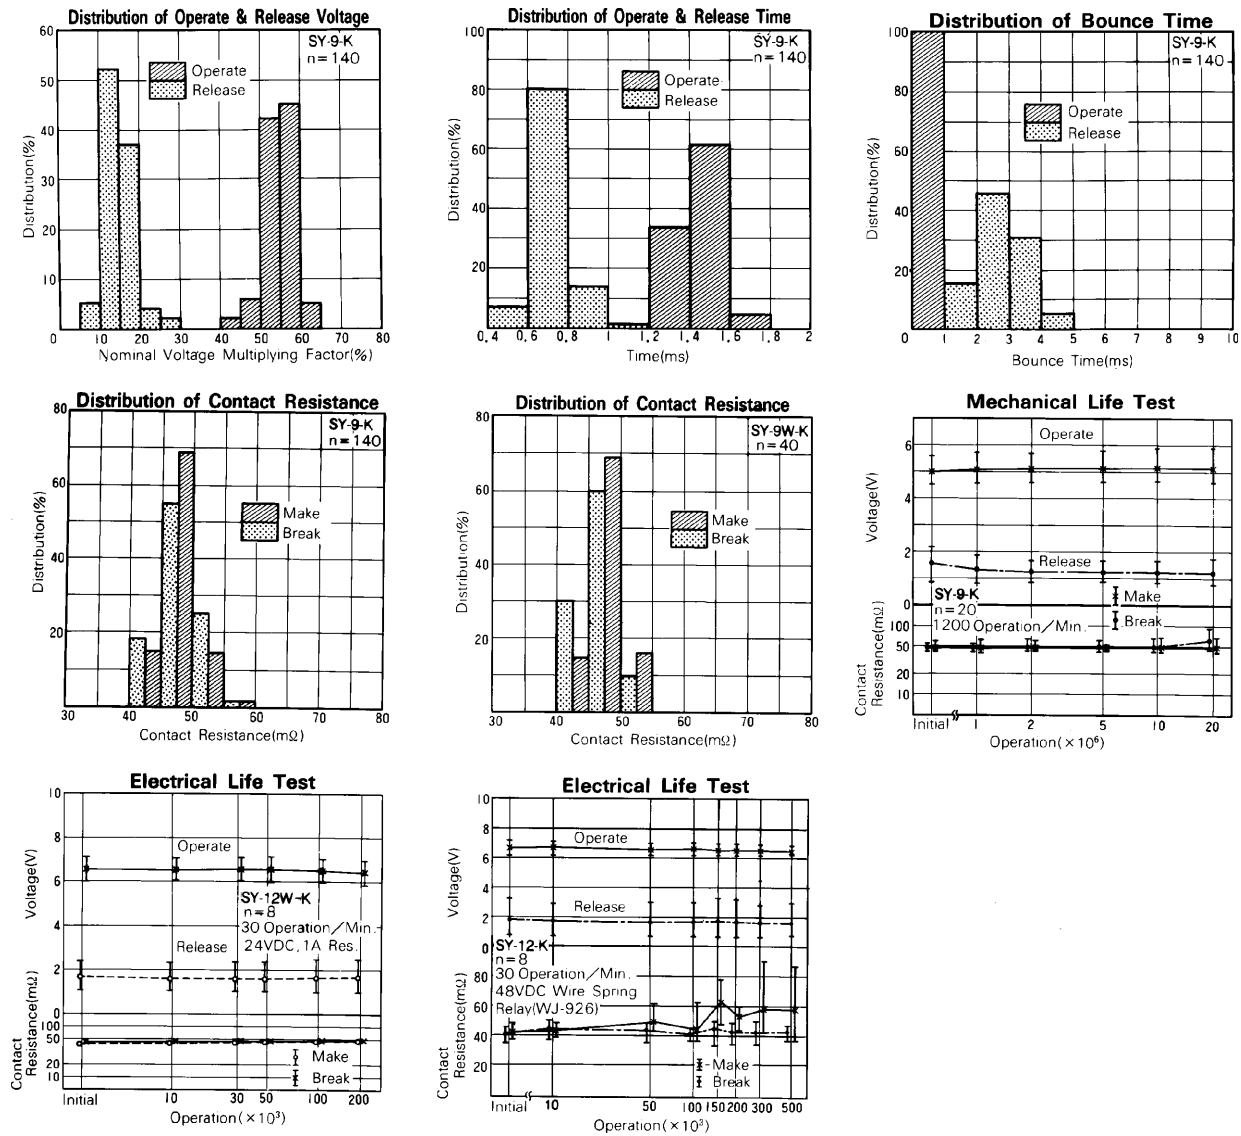 Distribution of Operate & Release Voltage
SY-9-K
n=140
Operate
Release
Distribution(%)
60
50
40
30
20
10
0 10 20 30 40 50 60 70 80
Nominal Voltage Multiplying Factor(%)
Distribution of Operate & Release Time
SY-9-K
n=140
Operate
Release
Distribution(%)
100
80
60
40
20
0.4 0.6 0.8 1 1.2 1.4 1.6 1.8 2
Time(ms)
Distribution of Bounce Time
SY-9-K
n=140
Operate
Release
Distribution(%)
100
80
60
40
20
0 1 2 3 4 5 6 7 8 9 10
Bounce Time(ms)
Distribution of Contact Resistance
SY-9-K
n=140
Make
Break
Distribution(%)
80
60
40
20
30 40 50 60 70 80
Contact Resistance(mΩ)
Distribution of Contact Resistance
SY-9W-K
n=40
Make
Break
Distribution(%)
80
60
40
20
30 40 50 60 70 80
Contact Resistance(mΩ)
Mechanical Life Test
Operate
Release
Voltage(V)
6
4
2
0
SY-9-K
n=20
1200 Operation/Min.
Make
Break
Contact
Resistance(mΩ)
100
50
20
10
Initial 1 2 5 10 20
Operation(×10⁶)
Electrical Life Test
Operate
SY-12W-K
n=8
30 Operation/Min.
24VDC, 1A Res.
Release
Voltage(V)
10
8
6
4
2
0
Contact
Resistance(mΩ)
100
50
20
10
Make
Break
Initial 10 30 50 100 200
Operation(×10³)
Electrical Life Test
Operate
Release
Voltage(V)
10
8
6
4
2
0
SY-12-K
n=8
30 Operation/Min.
48VDC Wire Spring
Relay(WJ-926)
Contact
Resistance(mΩ)
80
60
40
20
Make
Break
Initial 10 50 100 150 200 300 500
Operation(×10³)